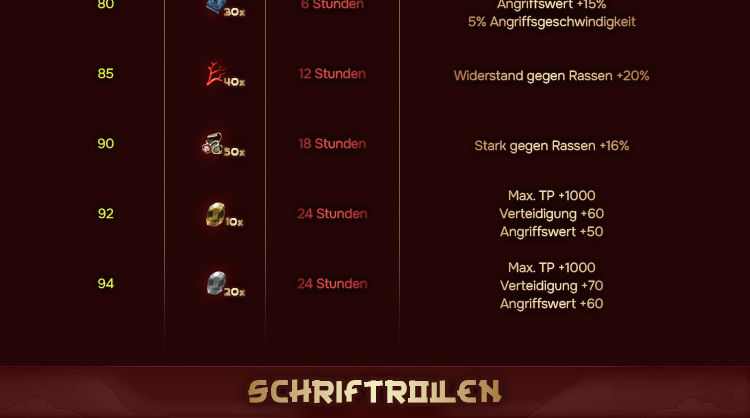 80
30x
6 Stunden
Angriffswert +15%
5% Angriffsgeschwindigkeit
85
40x
12 Stunden
Widerstand gegen Rassen +20%
90
50x
18 Stunden
Stark gegen Rassen +16%
92
10x
24 Stunden
Max. TP +1000
Verteidigung +60
Angriffswert +50
94
20x
24 Stunden
Max. TP +1000
Verteidigung +70
Angriffswert +60
SCHRIFTROLLEN